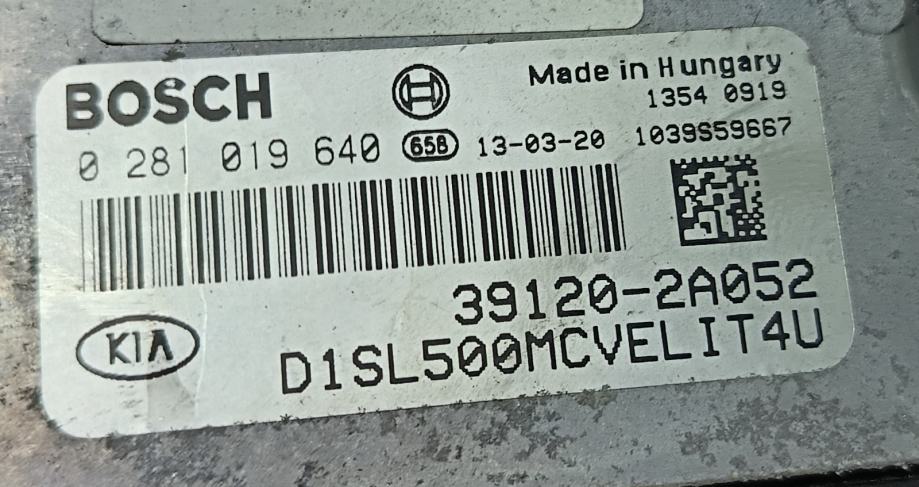 BOSCH
Made in Hungary
1354 0919
0 281 019 640 658 13-03-20 1039S59667
39120-2A052
KIA
D1SL500MCVELIT4U